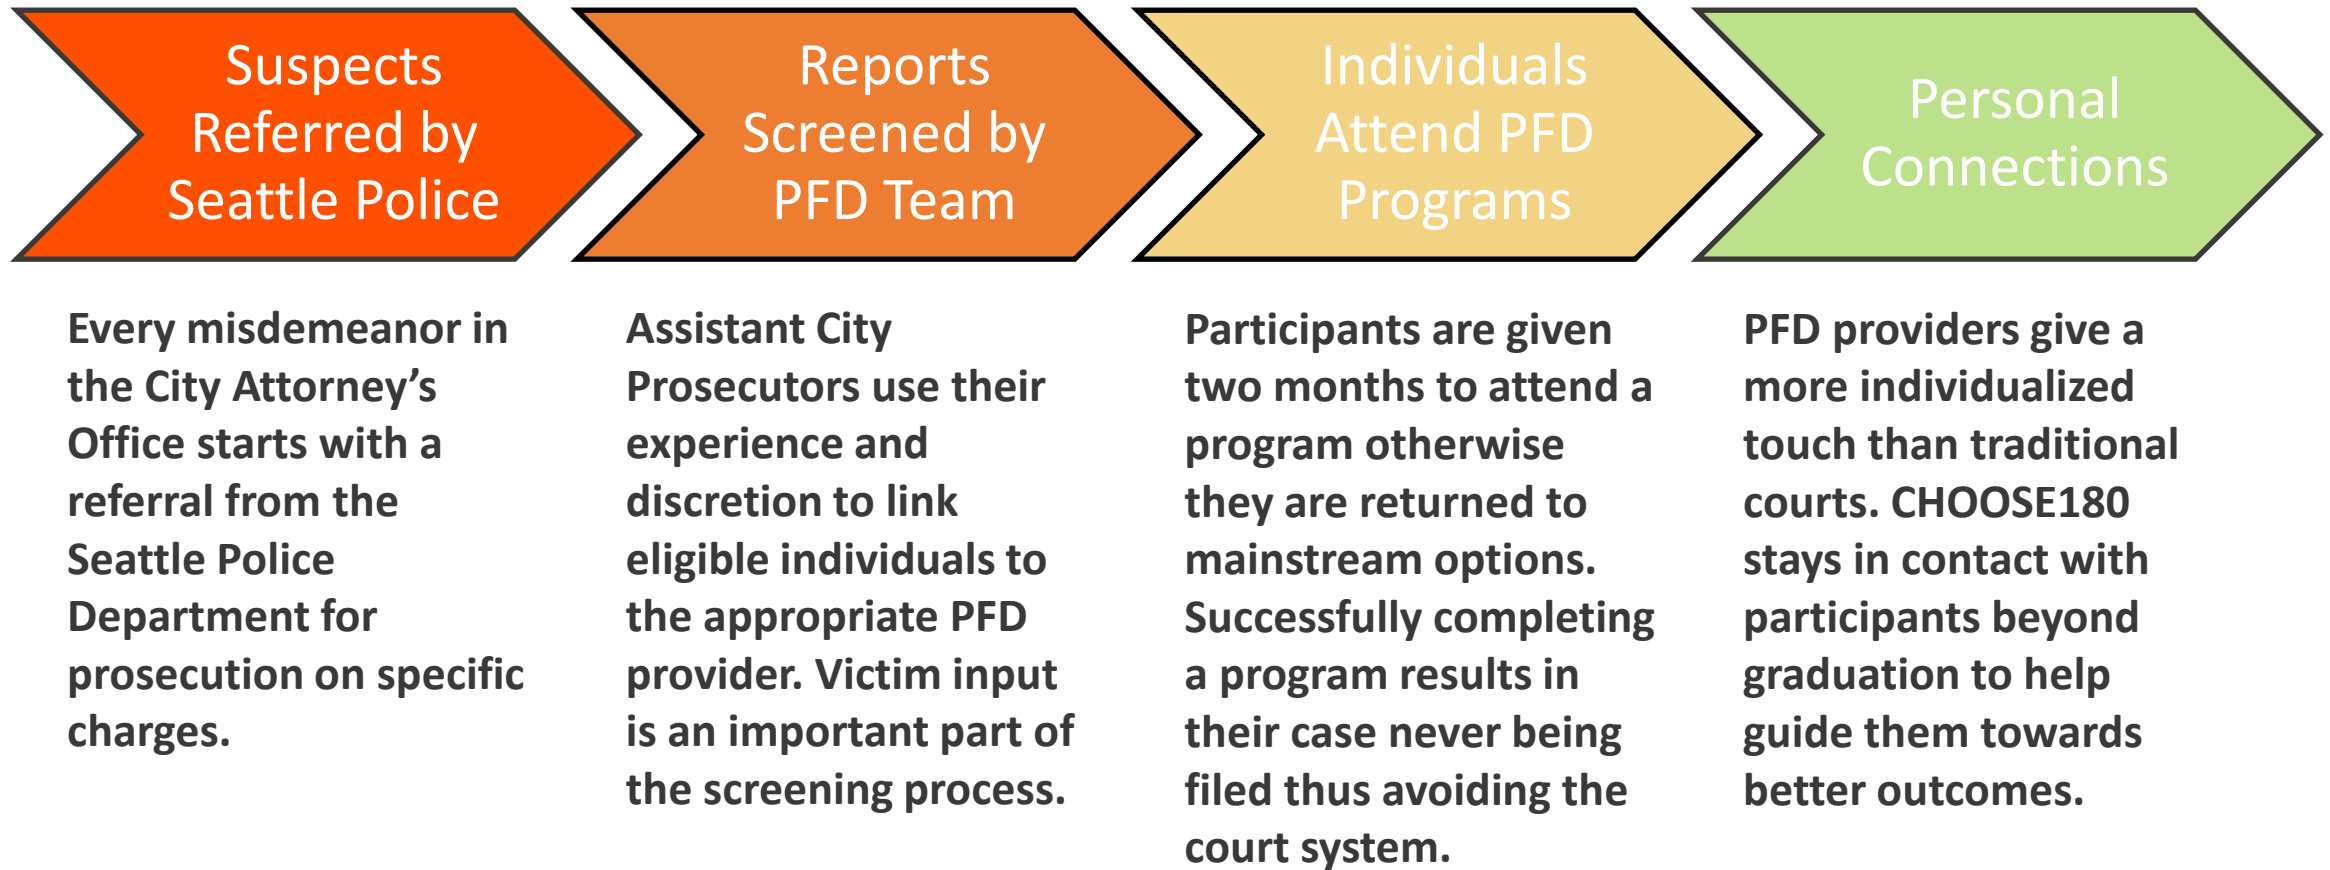 Suspects
Referred by
Seattle Police
Reports
Screened by
PFD Team
Individuals
Attend PFD
Programs
Personal
Connections
Every misdemeanor in
the City Attorney’s
Office starts with a
referral from the
Seattle Police
Department for
prosecution on specific
charges.
Assistant City
Prosecutors use their
experience and
discretion to link
eligible individuals to
the appropriate PFD
provider. Victim input
is an important part of
the screening process.
Participants are given
two months to attend a
program otherwise
they are returned to
mainstream options.
Successfully completing
a program results in
their case never being
filed thus avoiding the
court system.
PFD providers give a
more individualized
touch than traditional
courts. CHOOSE180
stays in contact with
participants beyond
graduation to help
guide them towards
better outcomes.